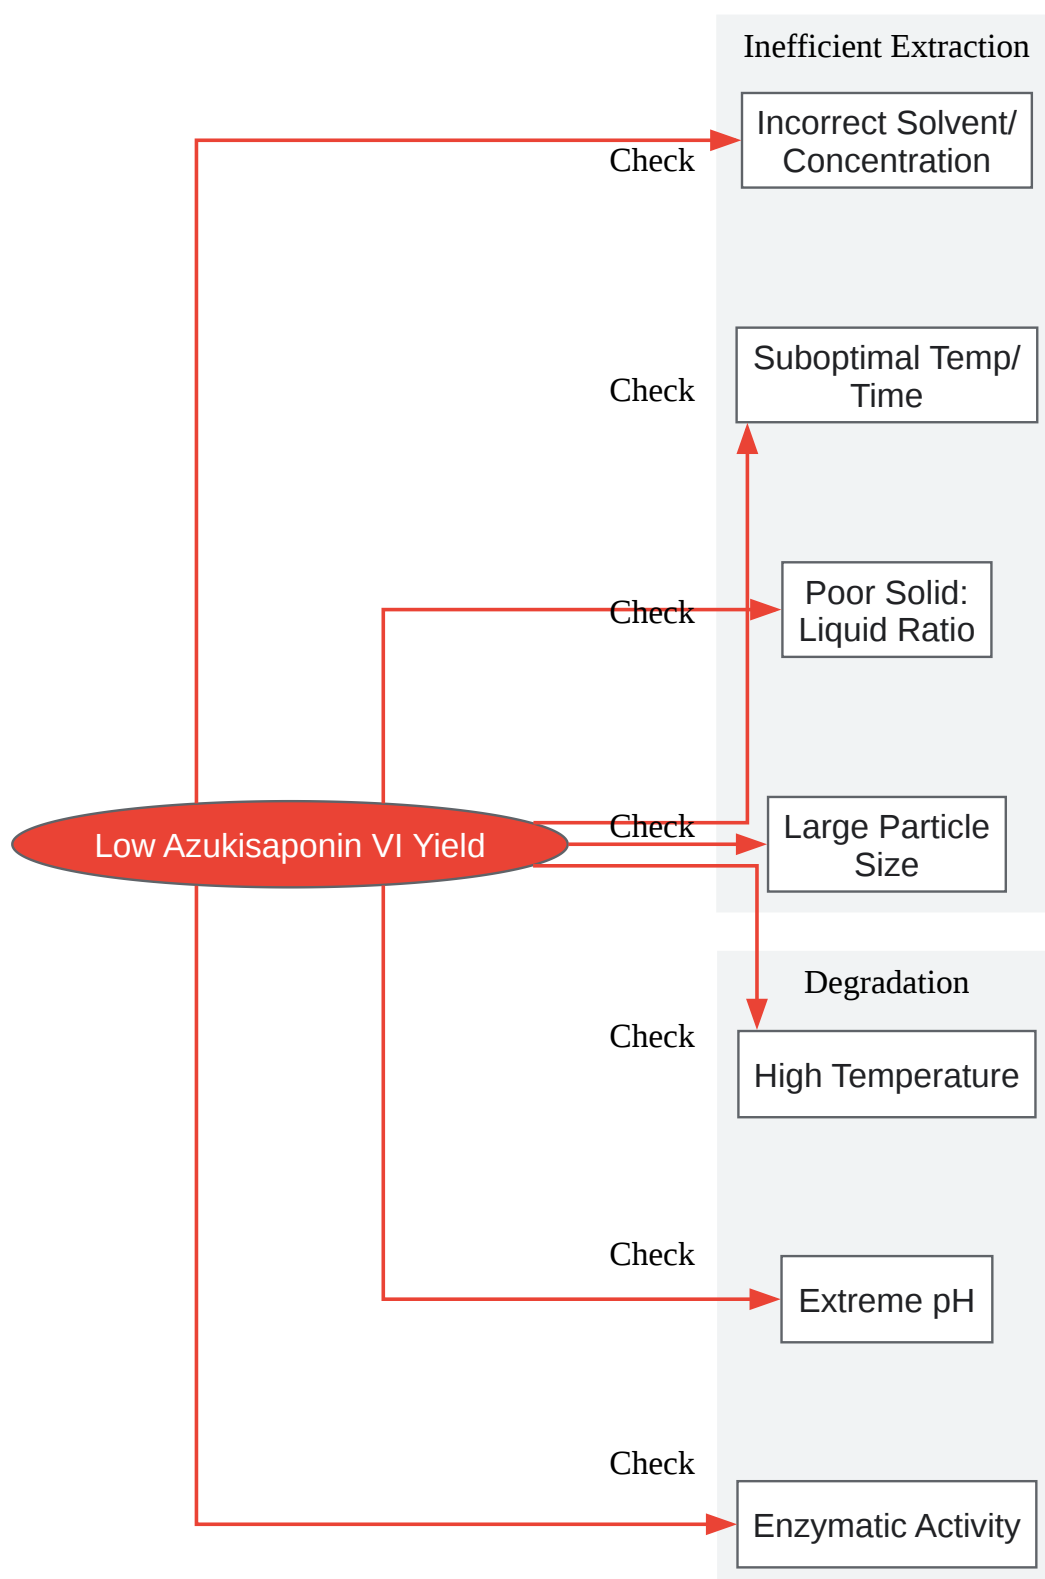 Inefficient Extraction
Incorrect Solvent/
Concentration
Check
Suboptimal Temp/
Time
Check
Poor Solid:
Liquid Ratio
Check
Large Particle
Size
Check
Low Azukisaponin VI Yield
Degradation
Check
High Temperature
Check
Extreme pH
Check
Enzymatic Activity